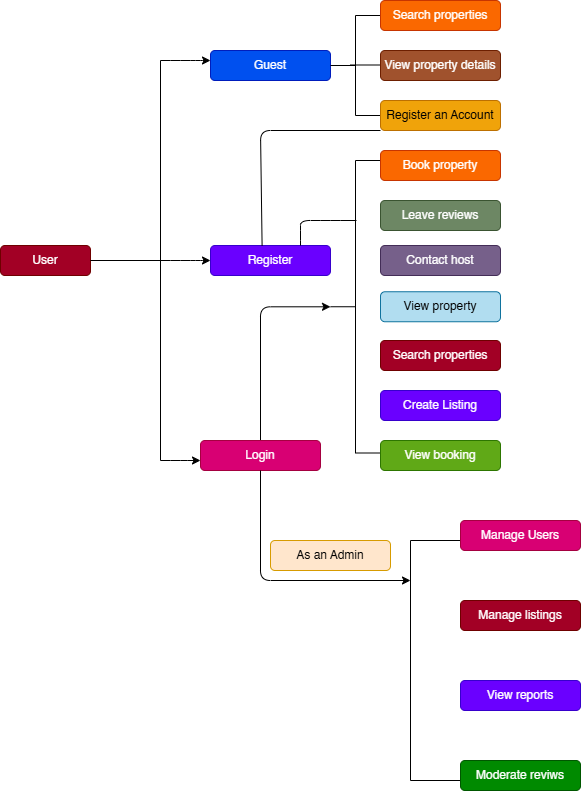 Search properties
Guest
View property details
Register an Account
Book property
Leave reviews
User
Register
Contact host
View property
Search properties
Create Listing
Login
View booking
Manage Users
As an Admin
Manage listings
View reports
Moderate reviws